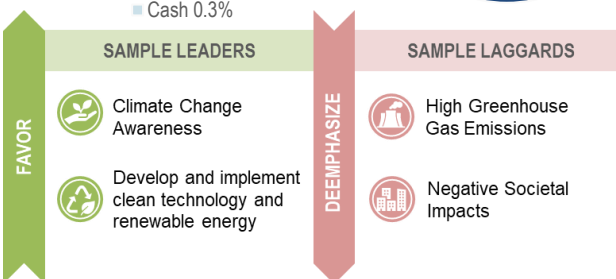 Cash 0.3%
SAMPLE LEADERS
SAMPLE LAGGARDS
FAVOR
Climate Change
Awareness
Develop and implement
clean technology and
renewable energy
DEEMPHASIZE
High Greenhouse
Gas Emissions
Negative Societal
Impacts